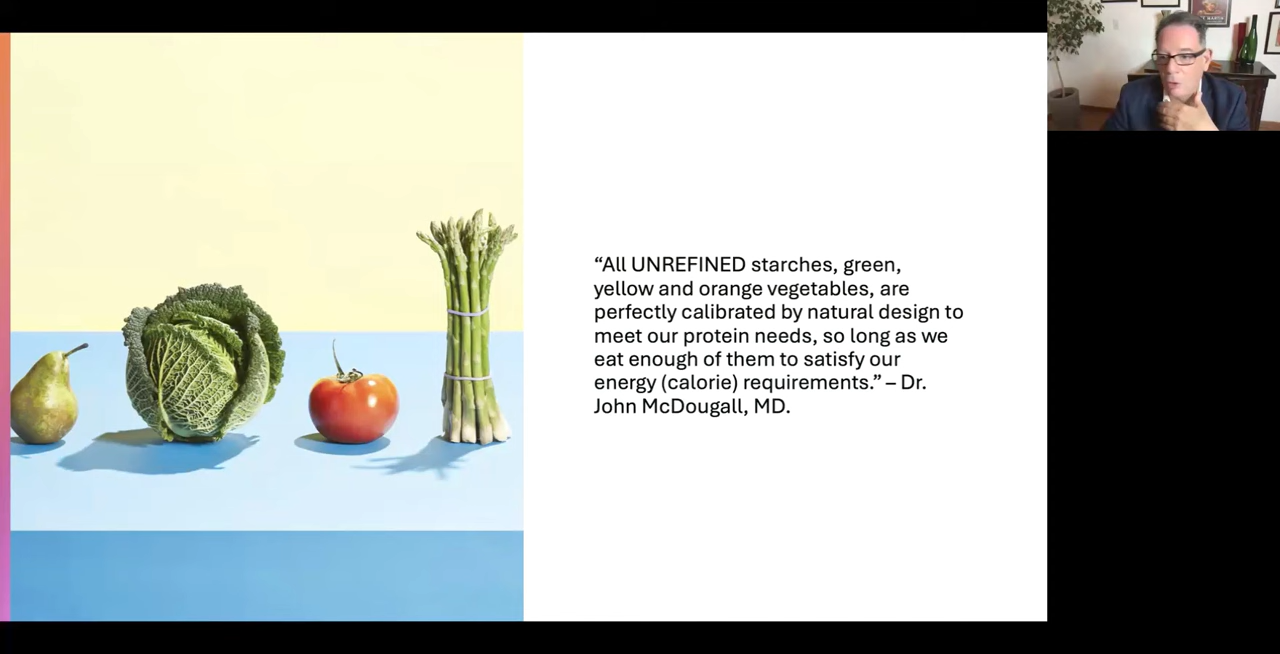 “All UNREFINED starches, green,
yellow and orange vegetables, are
perfectly calibrated by natural design to
meet our protein needs, so long as we
eat enough of them to satisfy our
energy (calorie) requirements.” – Dr.
John McDougall, MD.